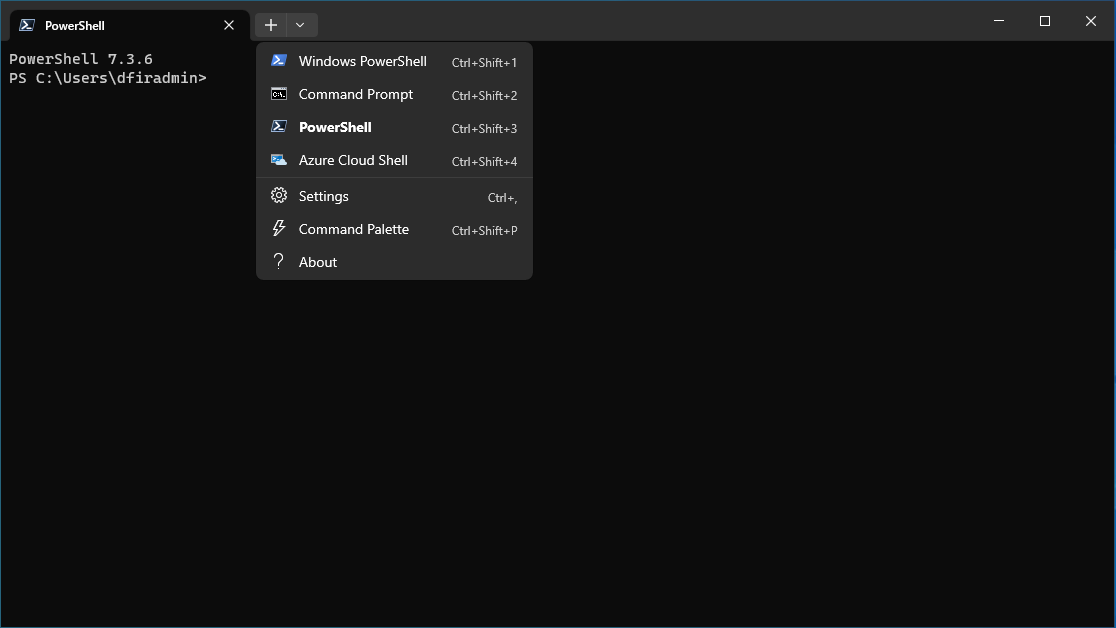 PowerShell
PowerShell 7.3.6
PS C:\Users\dfiradmin>
Windows PowerShell Ctrl+Shift+1
Command Prompt Ctrl+Shift+2
PowerShell Ctrl+Shift+3
Azure Cloud Shell Ctrl+Shift+4
Settings Ctrl+,
Command Palette Ctrl+Shift+P
About